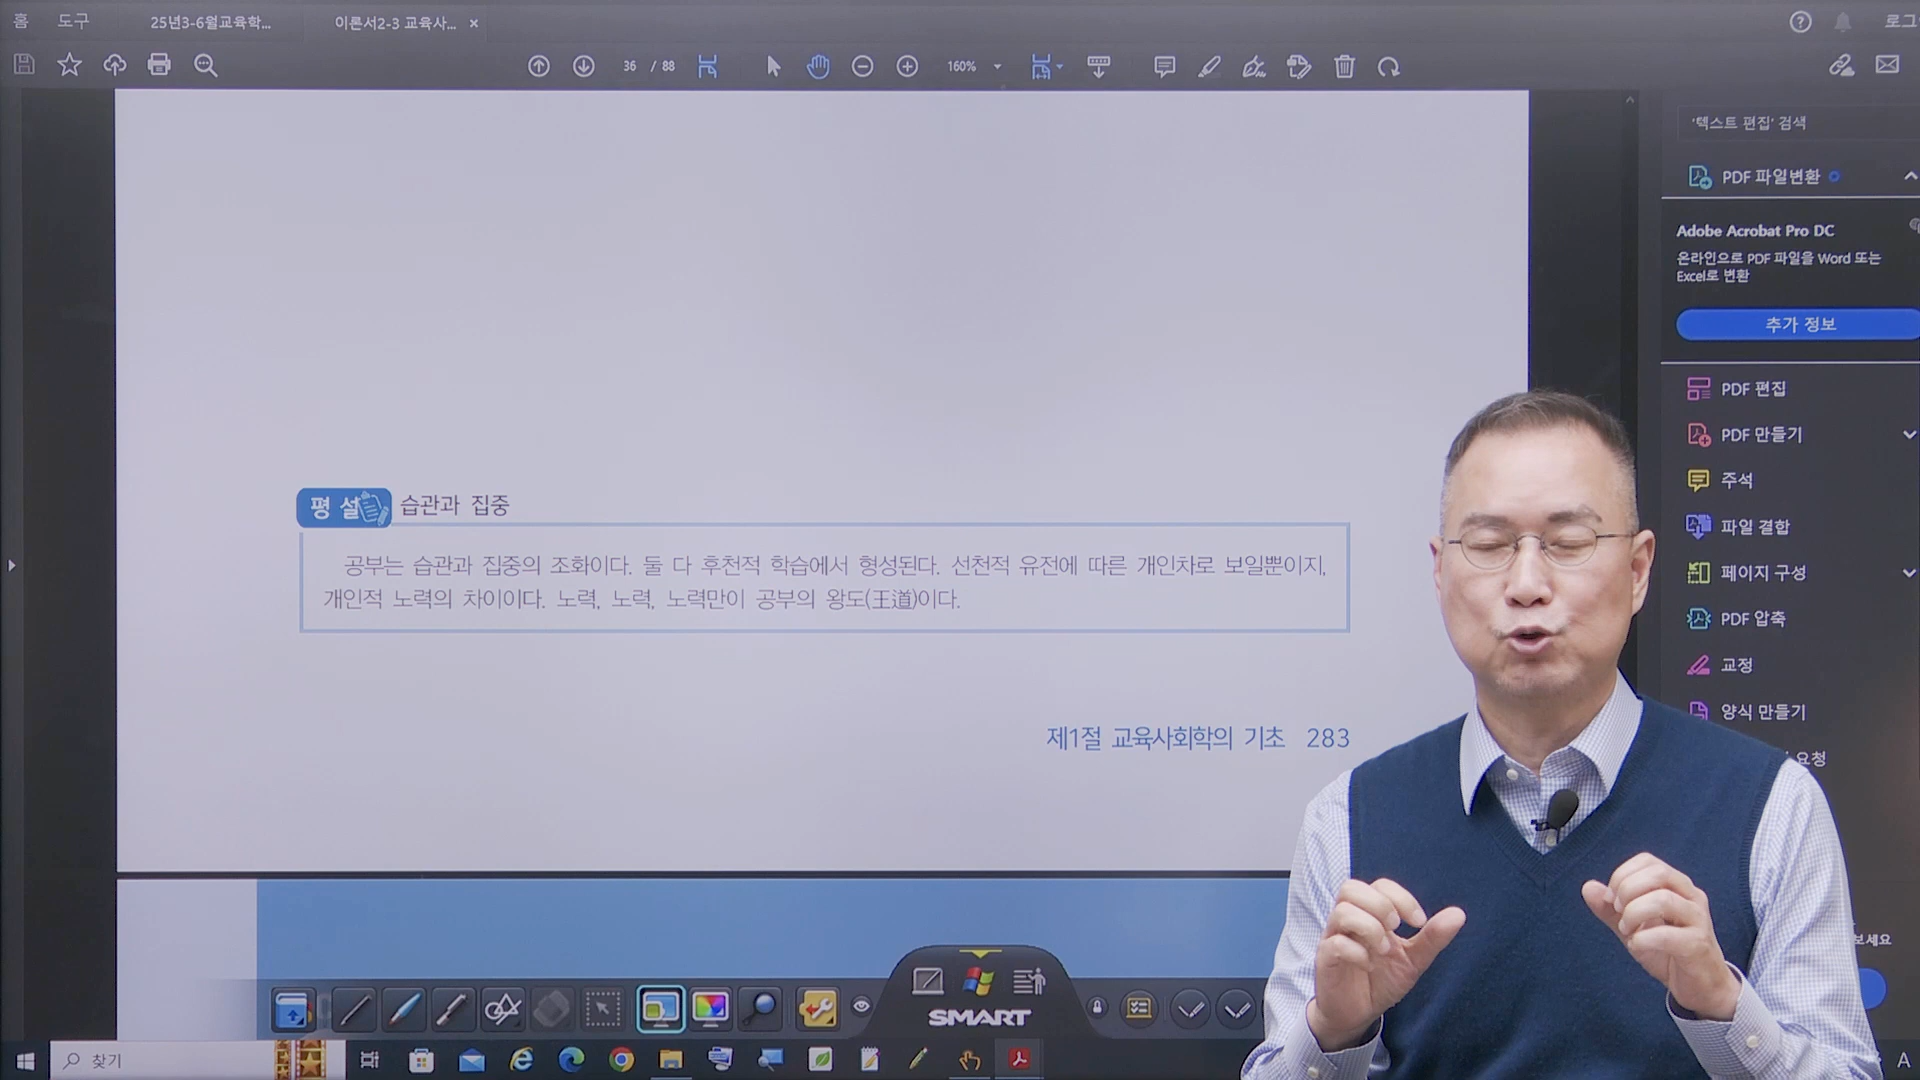 홈 도구 25년3-6월교육학... 이론서2-3 교육사... × 로그
36 / 88 160%
'텍스트 편집' 검색
PDF 파일변환
Adobe Acrobat Pro DC
온라인으로 PDF 파일을 Word 또는
Excel로 변환
추가 정보
PDF 편집
PDF 만들기
주석
파일 결합
페이지 구성
PDF 압축
교정
양식 만들기
요청
보세요
평 설 습관과 집중
공부는 습관과 집중의 조화이다. 둘 다 후천적 학습에서 형성된다. 선천적 유전에 따른 개인차로 보일뿐이지,
개인적 노력의 차이이다. 노력, 노력, 노력만이 공부의 왕도(王道)이다.
제1절 교육사회학의 기초 283
SMART
찾기
A